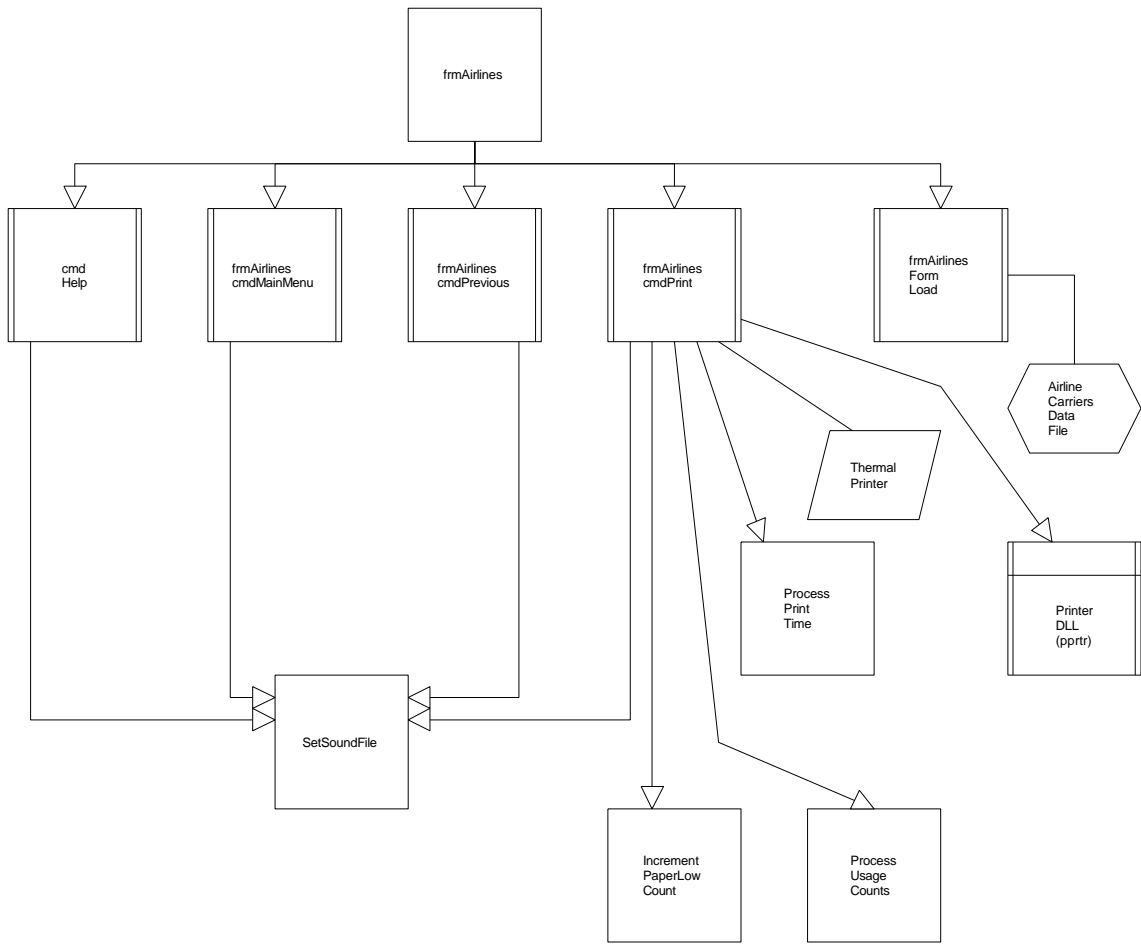 frmAirlines
cmd
Help
frmAirlines
cmdMainMenu
frmAirlines
cmdPrevious
frmAirlines
cmdPrint
frmAirlines
Form
Load
Airline
Carriers
Data
File
Thermal
Printer
Process
Print
Time
Printer
DLL
(pprtr)
SetSoundFile
Increment
PaperLow
Count
Process
Usage
Counts